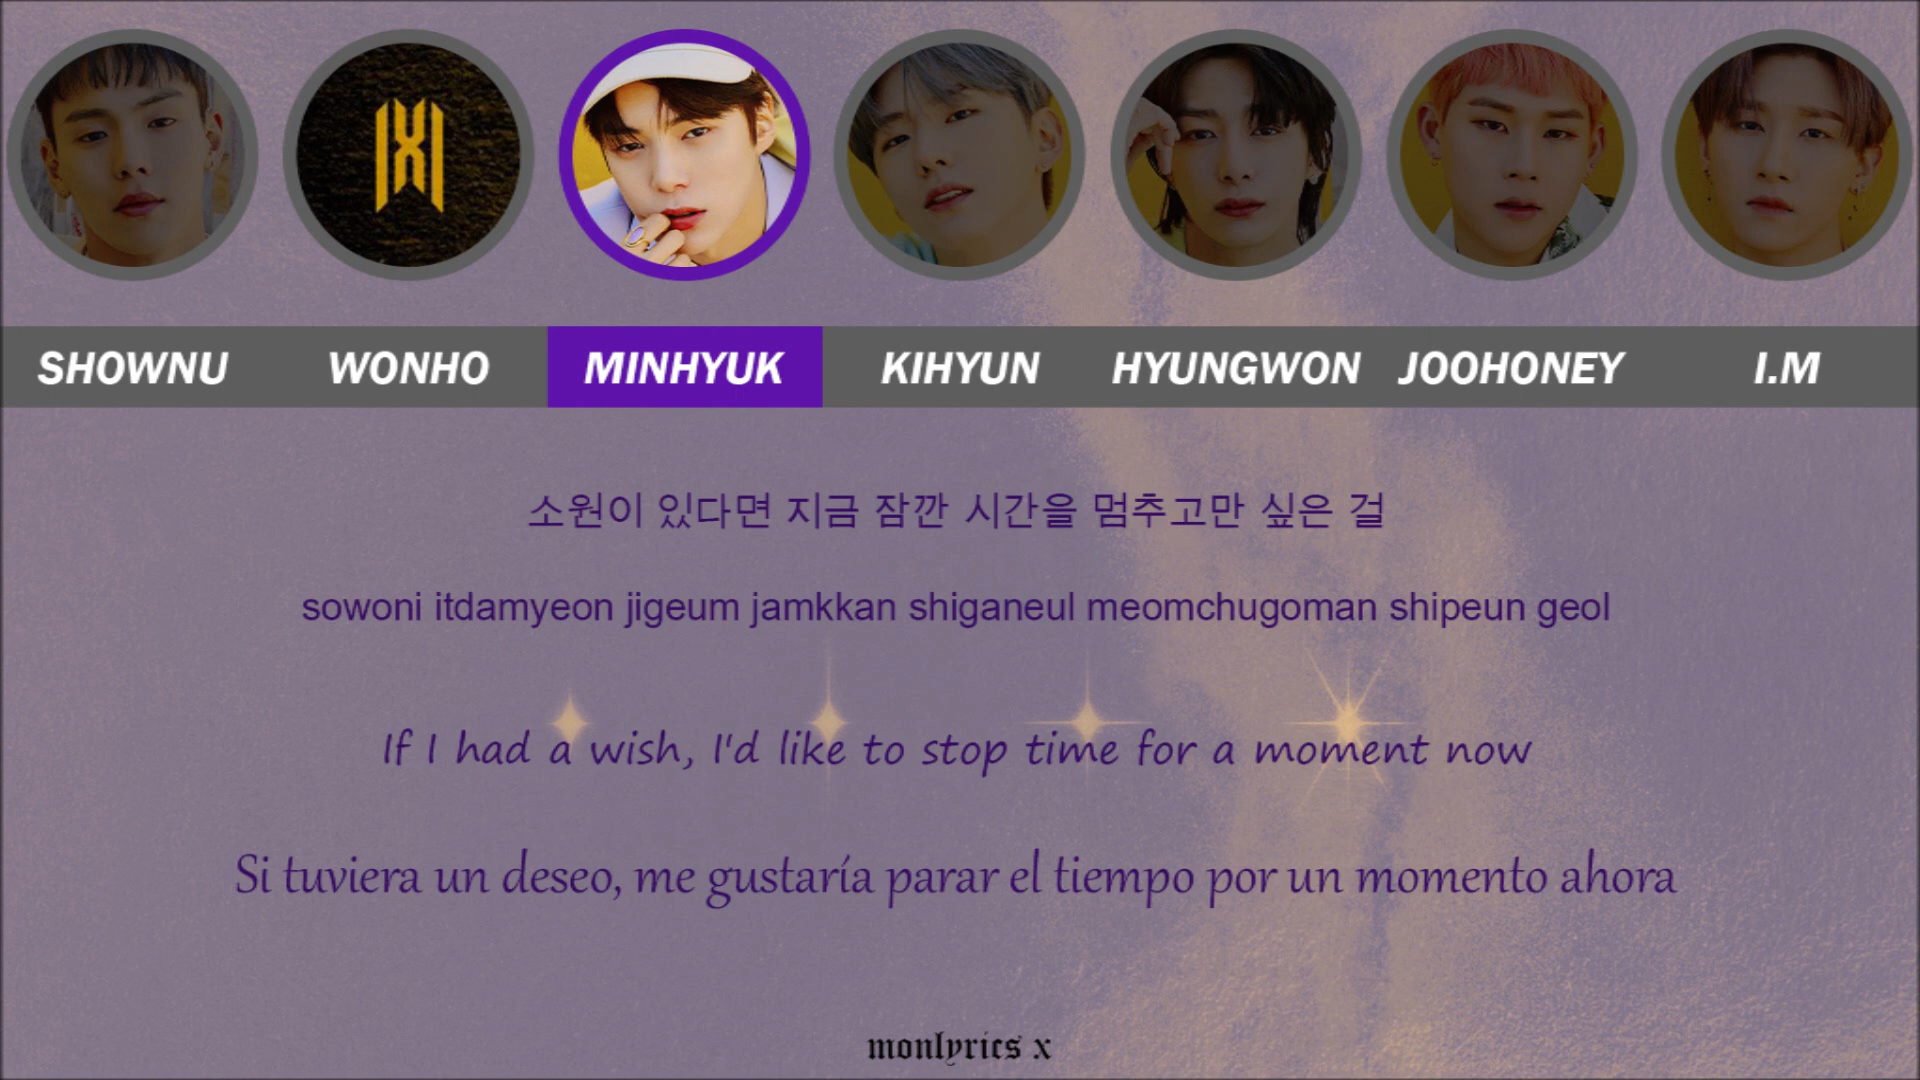 SHOWNU WONHO MINHYUK KIHYUN HYUNGWON JOOHONEY I.M
소원이 있다면 지금 잠깐 시간을 멈추고만 싶은 걸
sowoni itdamyeon jigeum jamkkan shiganeul meomchugoman shipeun geol
If I had a wish, I'd like to stop time for a moment now
Si tuviera un deseo, me gustaría parar el tiempo por un momento ahora
monlyrics x